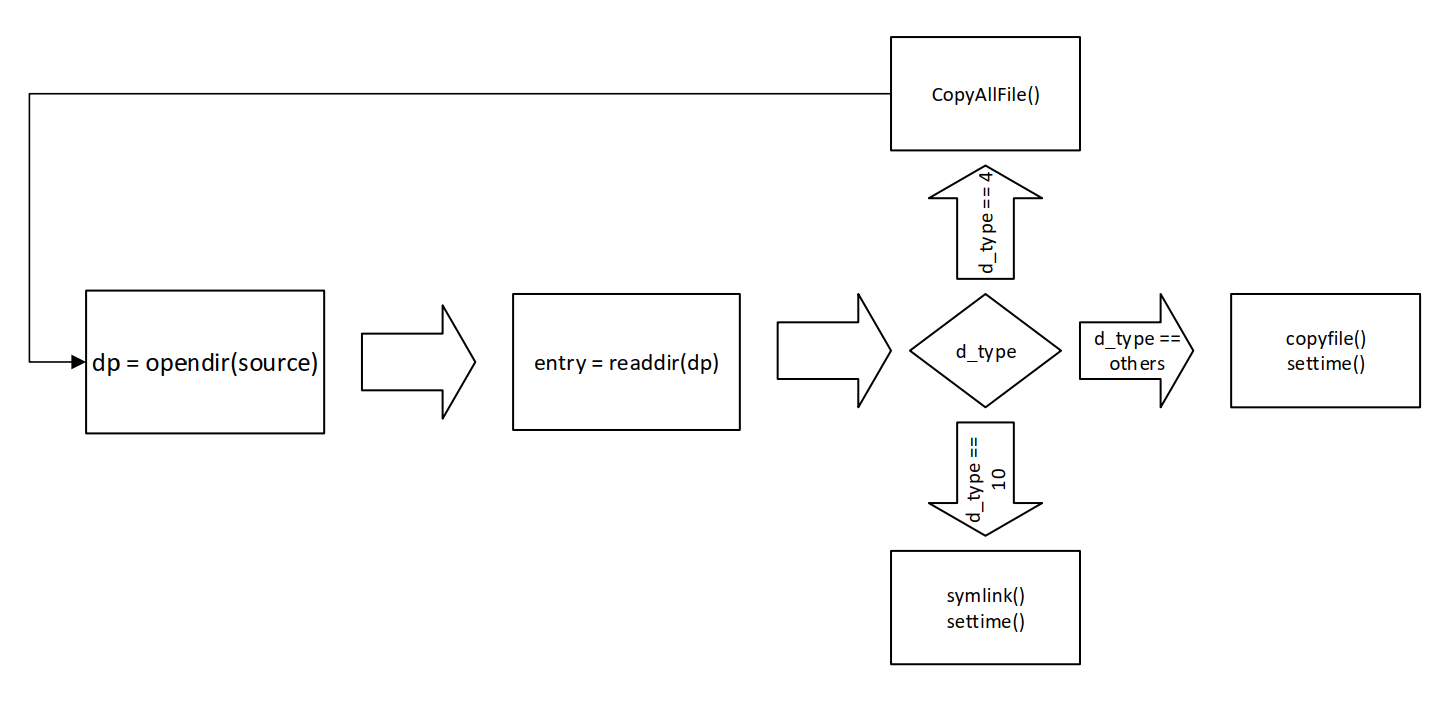 CopyAllFile()
d_type == 4
dp = opendir(source)
entry = readdir(dp)
d_type
d_type ==
others
copyfile()
settime()
d_type ==
10
symlink()
settime()